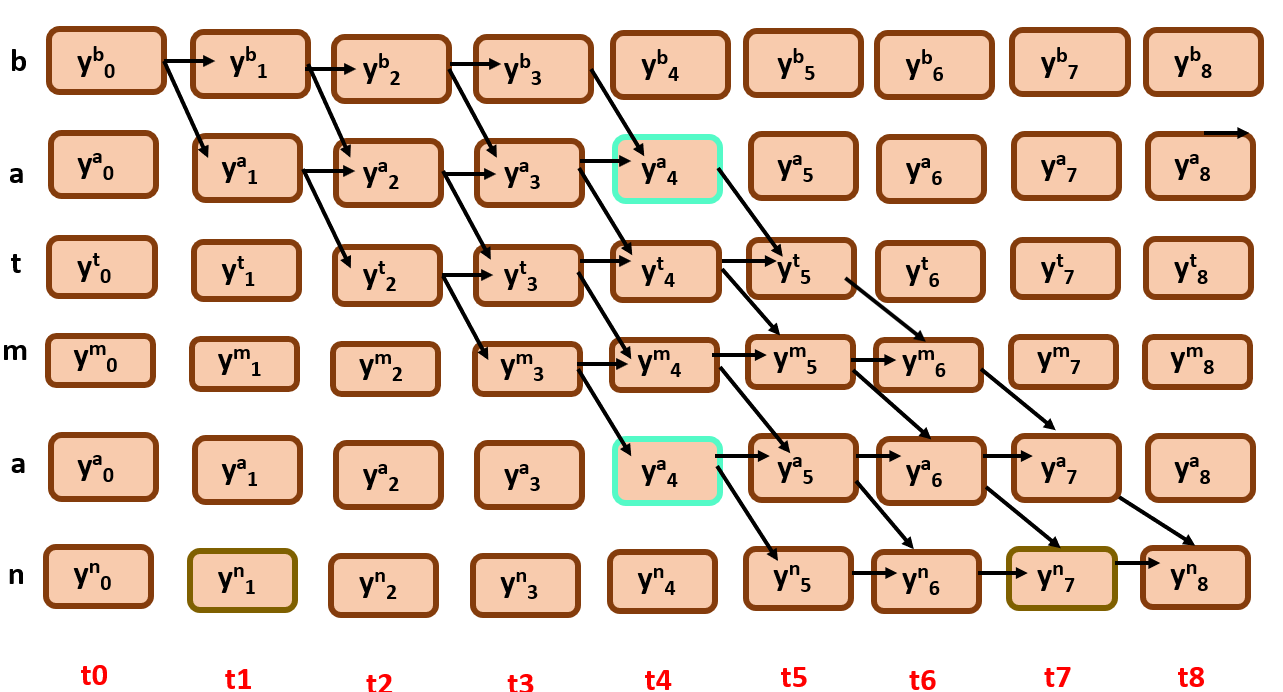 b y^b_0 y^b_1 y^b_2 y^b_3 y^b_4 y^b_5 y^b_6 y^b_7 y^b_8
a y^a_0 y^a_1 y^a_2 y^a_3 y^a_4 y^a_5 y^a_6 y^a_7 y^a_8
t y^t_0 y^t_1 y^t_2 y^t_3 y^t_4 y^t_5 y^t_6 y^t_7 y^t_8
m y^m_0 y^m_1 y^m_2 y^m_3 y^m_4 y^m_5 y^m_6 y^m_7 y^m_8
a y^a_0 y^a_1 y^a_2 y^a_3 y^a_4 y^a_5 y^a_6 y^a_7 y^a_8
n y^n_0 y^n_1 y^n_2 y^n_3 y^n_4 y^n_5 y^n_6 y^n_7 y^n_8
t0 t1 t2 t3 t4 t5 t6 t7 t8